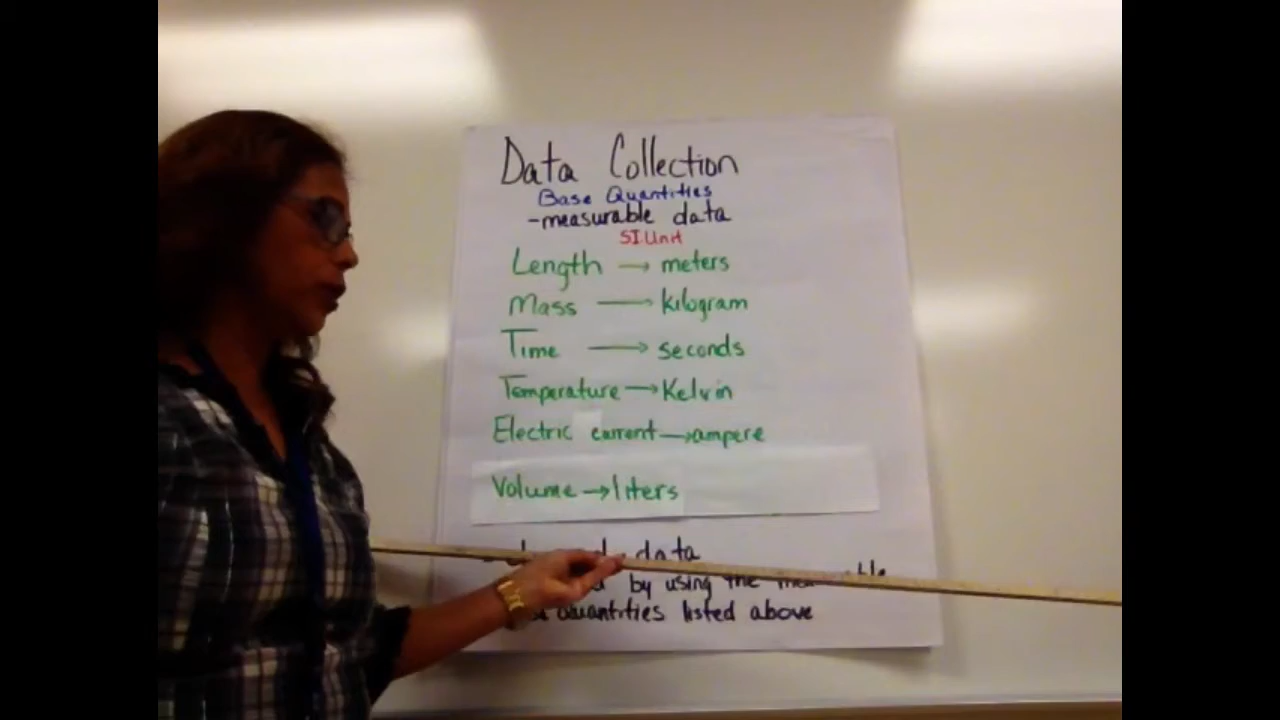 Data Collection
Base Quantities
-measurable data
SI Unit
Length → meters
Mass → kilogram
Time → seconds
Temperature → Kelvin
Electric current → ampere
Volume → liters
data
by using the
quantities listed above